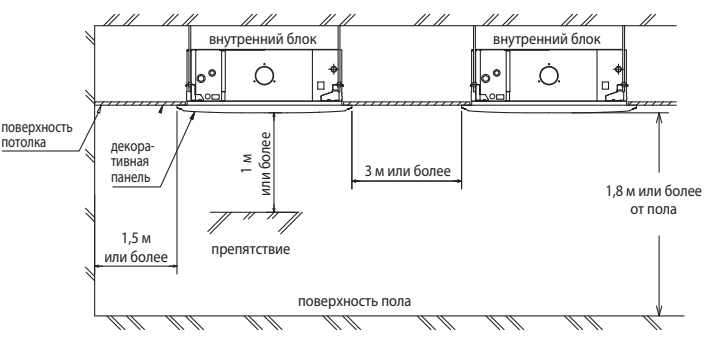 внутренний блок
внутренний блок
поверхность
потолка
декора-
тивная
панель
1 м
или более
3 м или более
1,8 м или более
от пола
1,5 м
или более
препятствие
поверхность пола